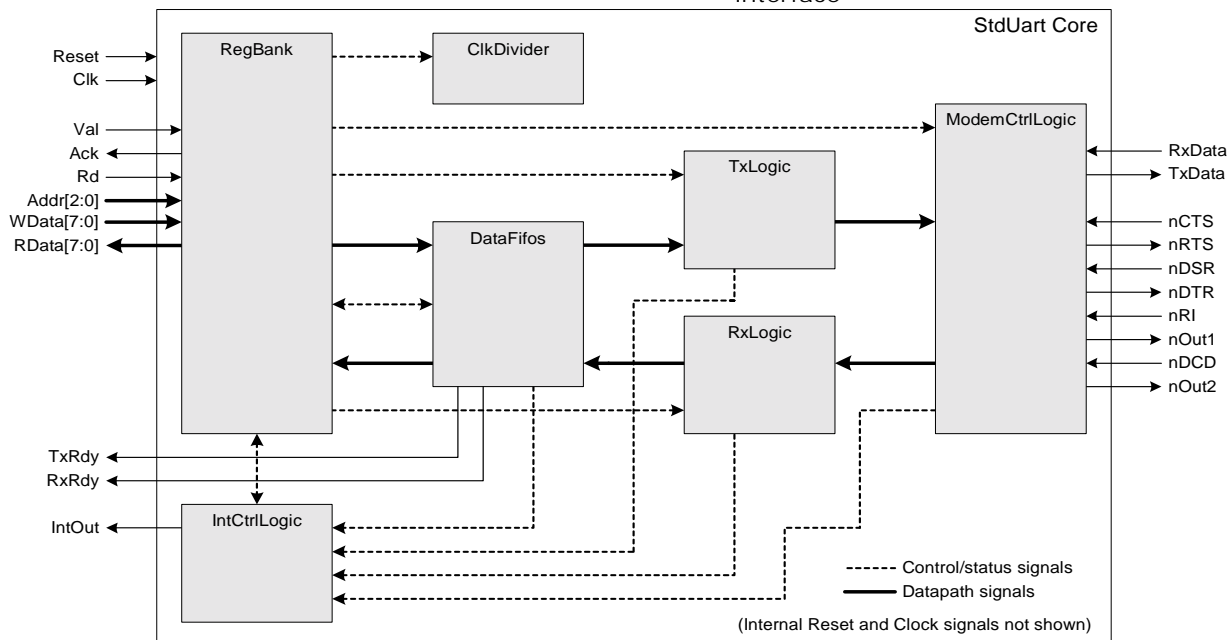 Interface
StdUart Core
RegBank
ClkDivider
Reset
Clk
ModemCtrlLogic
Val
Ack
Rd
Addr[2:0]
WData[7:0]
RData[7:0]
TxLogic
RxData
TxData
DataFifos
nCTS
nRTS
nDSR
nDTR
nRI
nOut1
nDCD
nOut2
RxLogic
TxRdy
RxRdy
IntOut
IntCtrlLogic
Control/status signals
Datapath signals
(Internal Reset and Clock signals not shown)